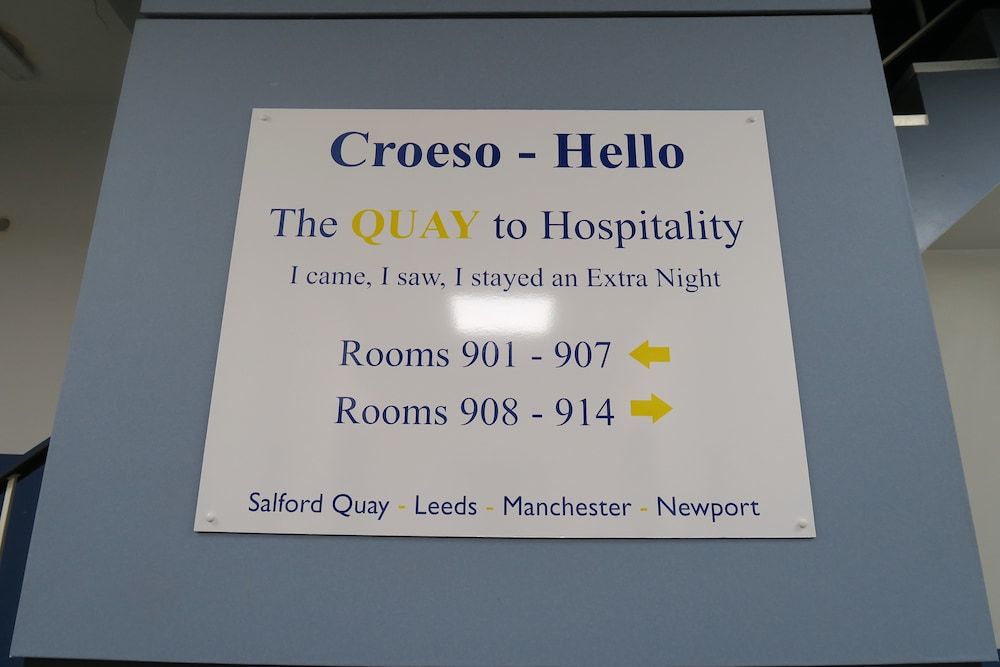 Croeso - Hello
The QUAY to Hospitality
I came, I saw, I stayed an Extra Night
Rooms 901 - 907
Rooms 908 - 914
Salford Quay - Leeds - Manchester - Newport